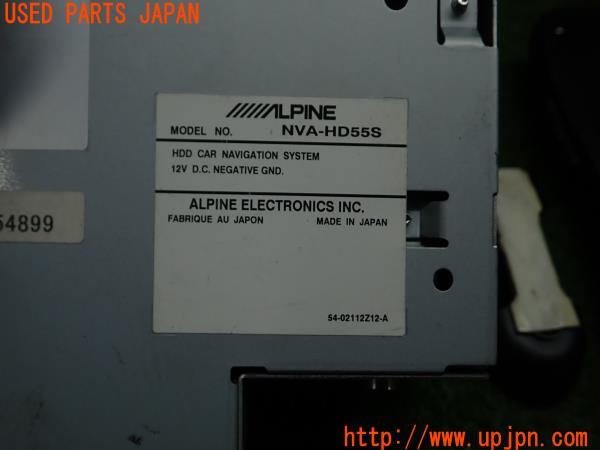 USED PARTS JAPAN
/////ALPINE
MODEL NO. NVA-HD55S
HDD CAR NAVIGATION SYSTEM
12V D.C. NEGATIVE GND.
ALPINE ELECTRONICS INC.
FABRIQUE AU JAPON MADE IN JAPAN
54-02112Z12-A
54899
http://www.upjpn.com